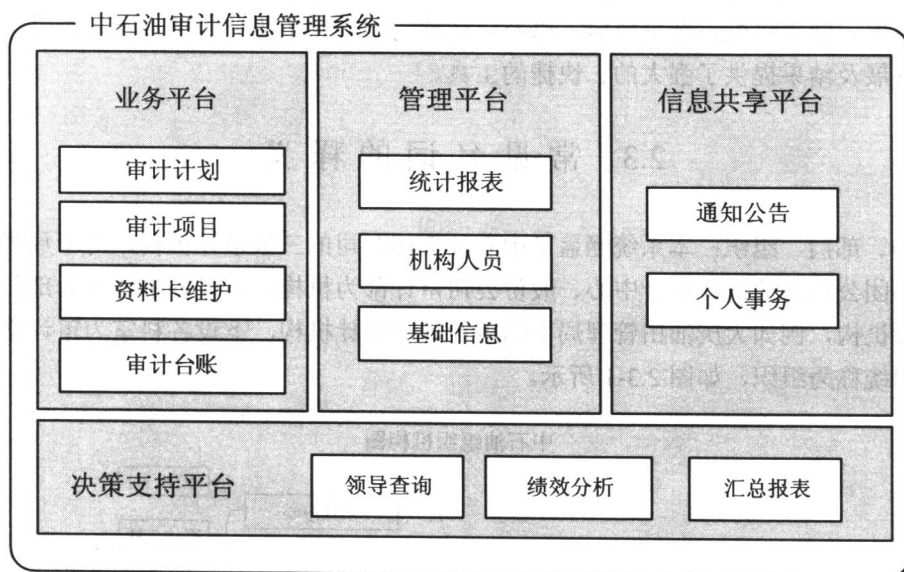 中石油审计信息管理系统
业务平台
审计计划
审计项目
资料卡维护
审计台账
管理平台
统计报表
机构人员
基础信息
信息共享平台
通知公告
个人事务
决策支持平台
领导查询
绩效分析
汇总报表